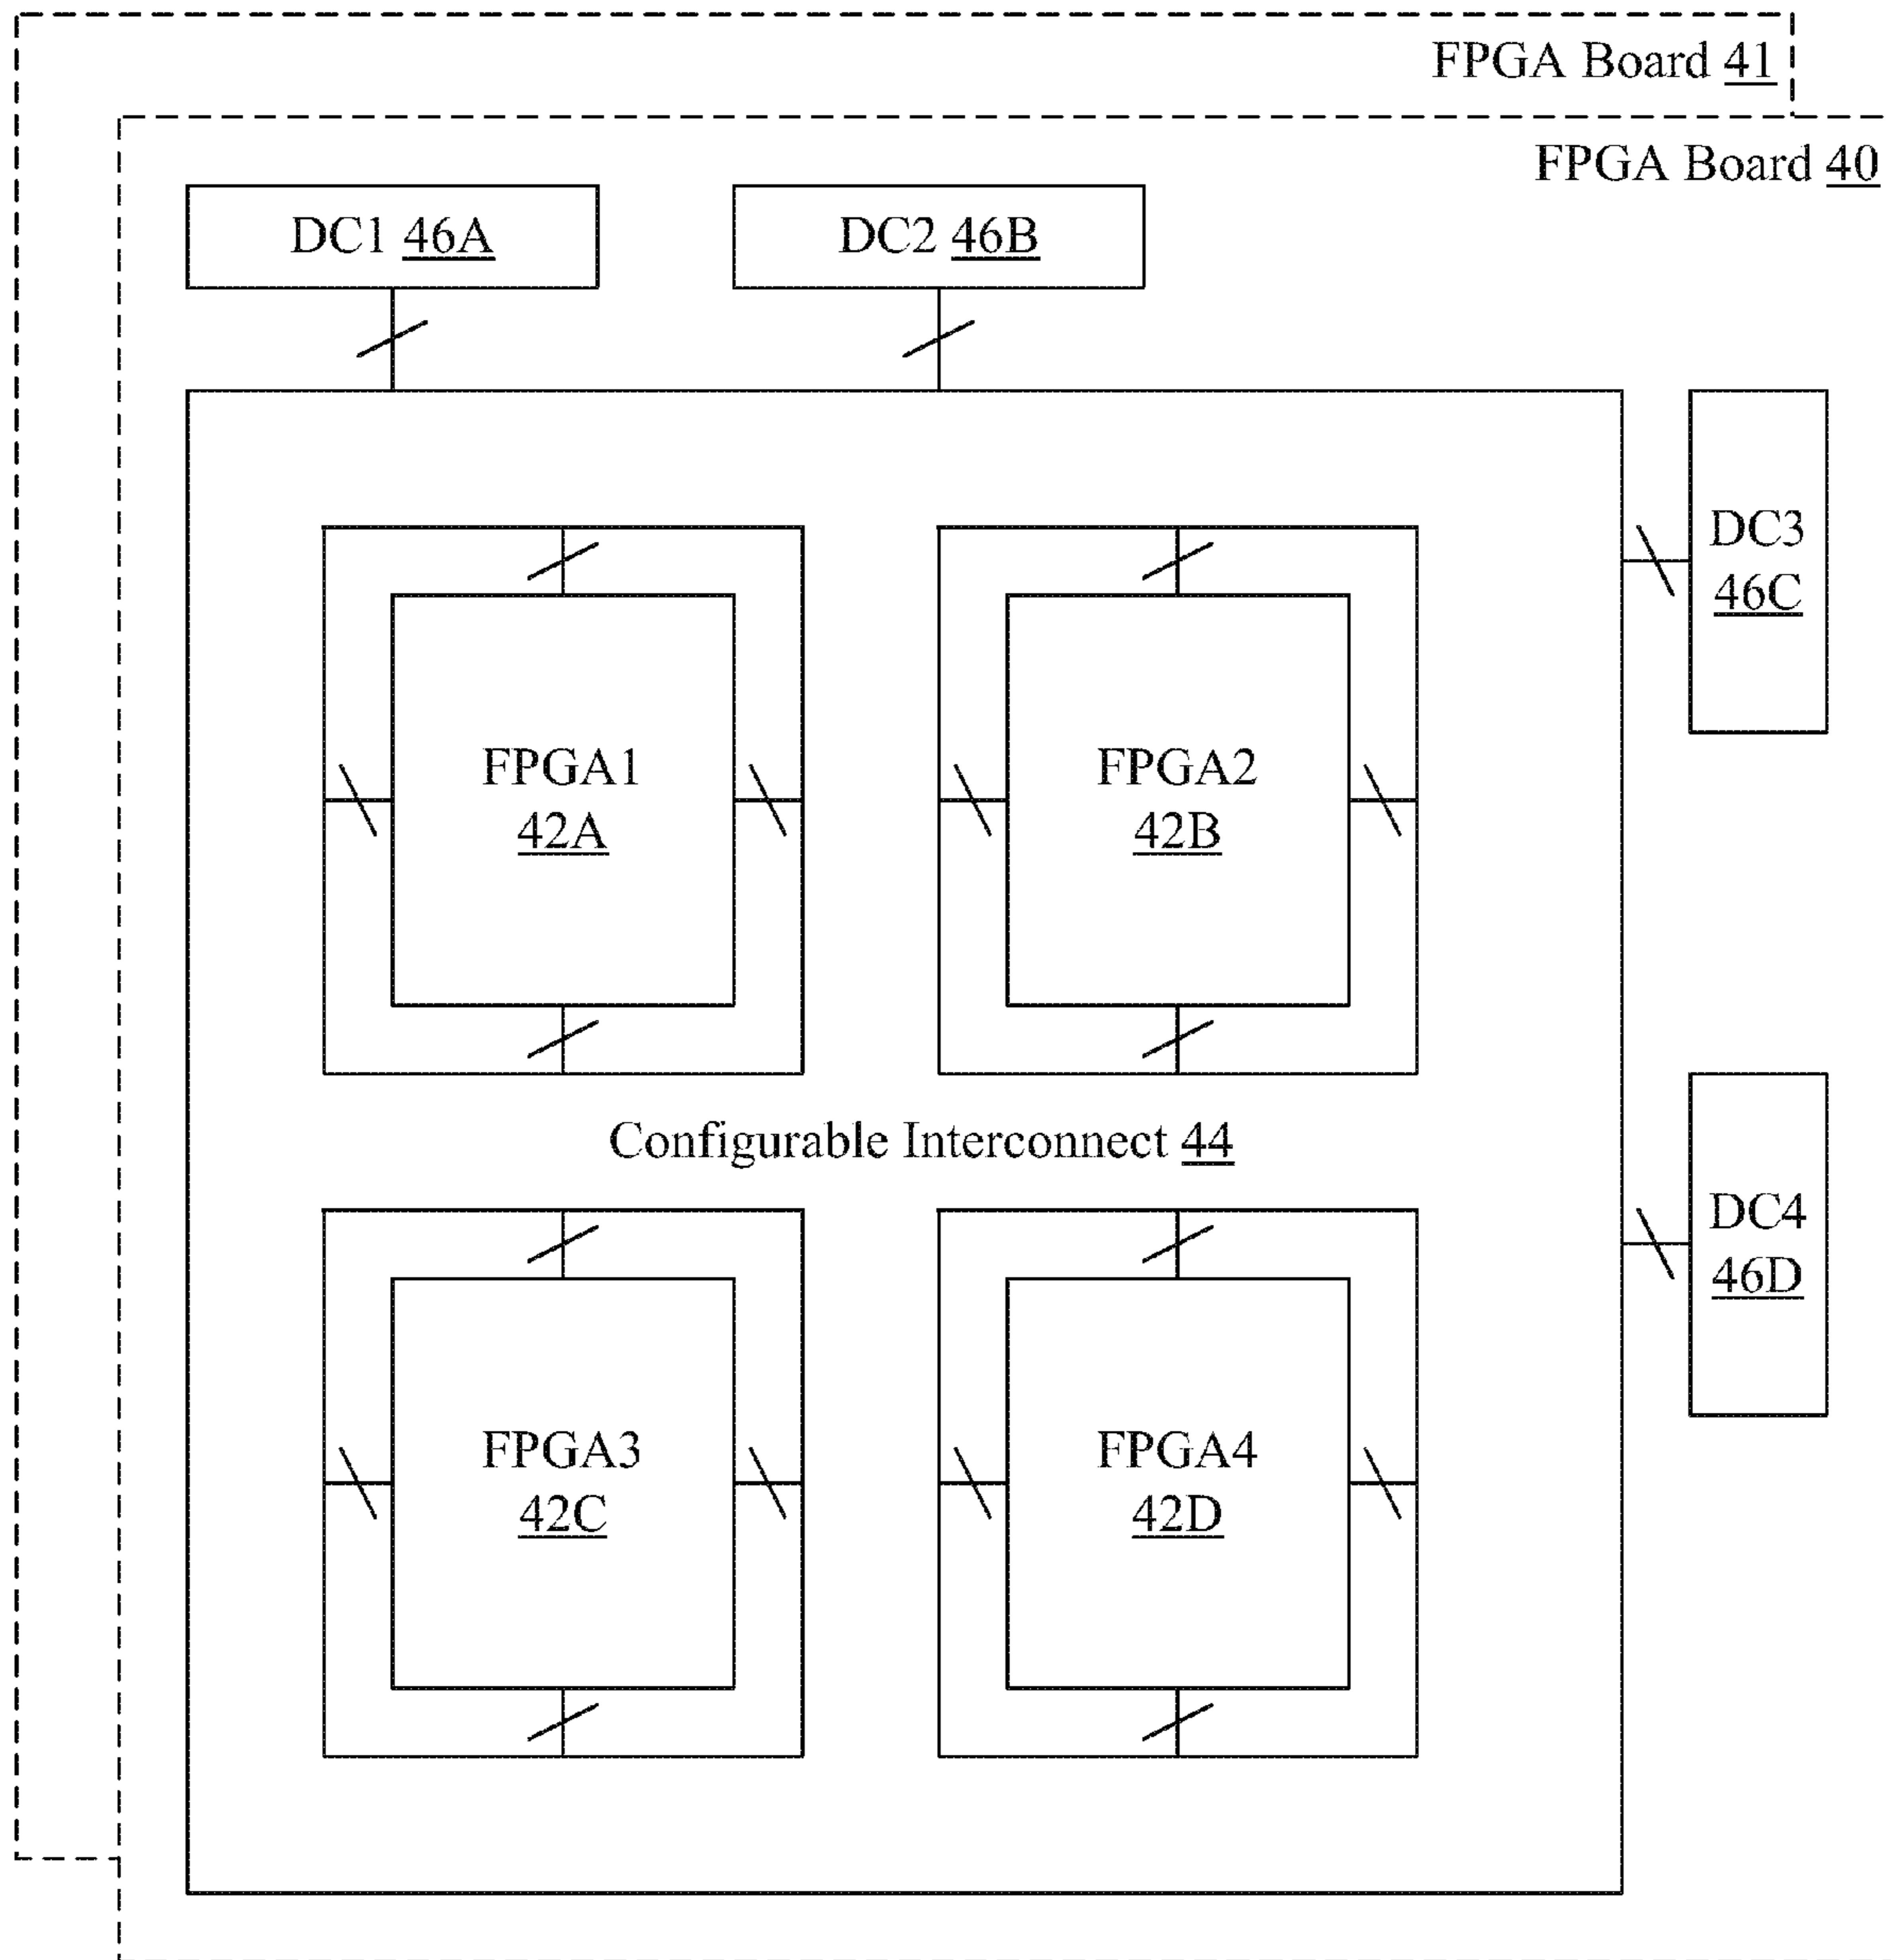 FPGA Board 41
FPGA Board 40
DC1 46A
DC2 46B
DC3
46C
FPGA1
42A
FPGA2
42B
Configurable Interconnect 44
DC4
46D
FPGA3
42C
FPGA4
42D